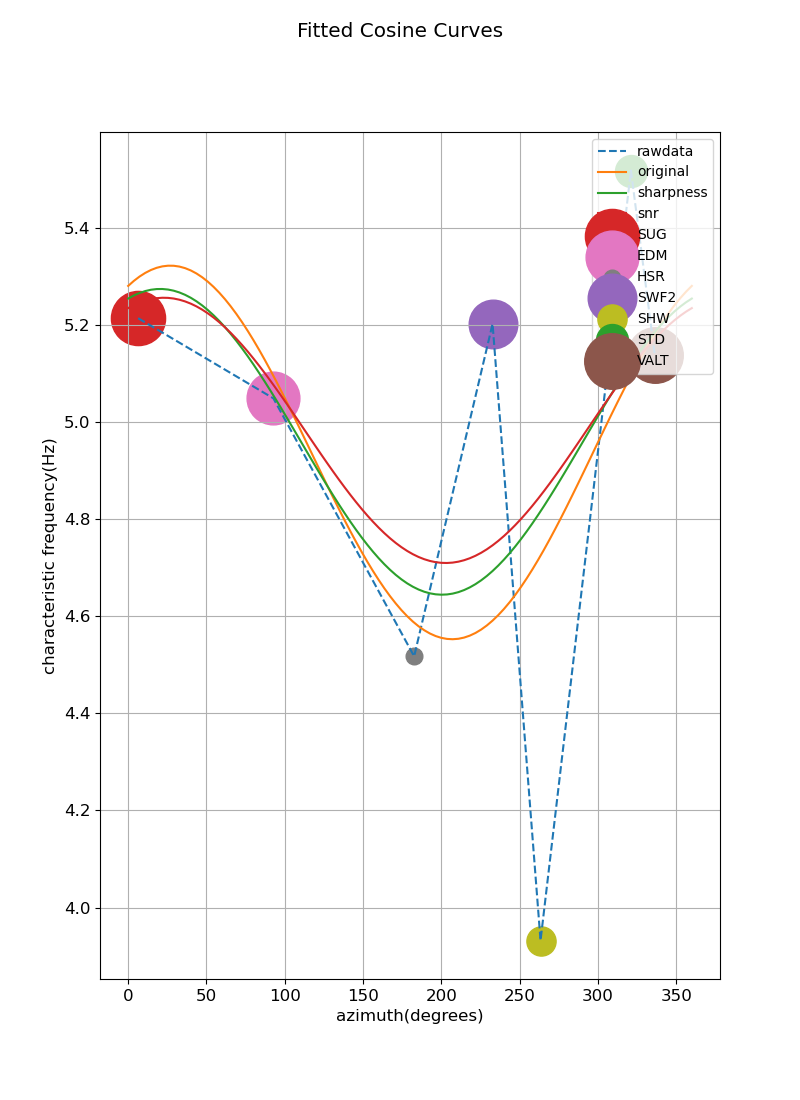 Fitted Cosine Curves
rawdata
original
sharpness
snr
SUG
EDM
HSR
SWF2
SHW
STD
VALT
characteristic frequency(Hz)
5.4
5.2
5.0
4.8
4.6
4.4
4.2
4.0
0 50 100 150 200 250 300 350
azimuth(degrees)